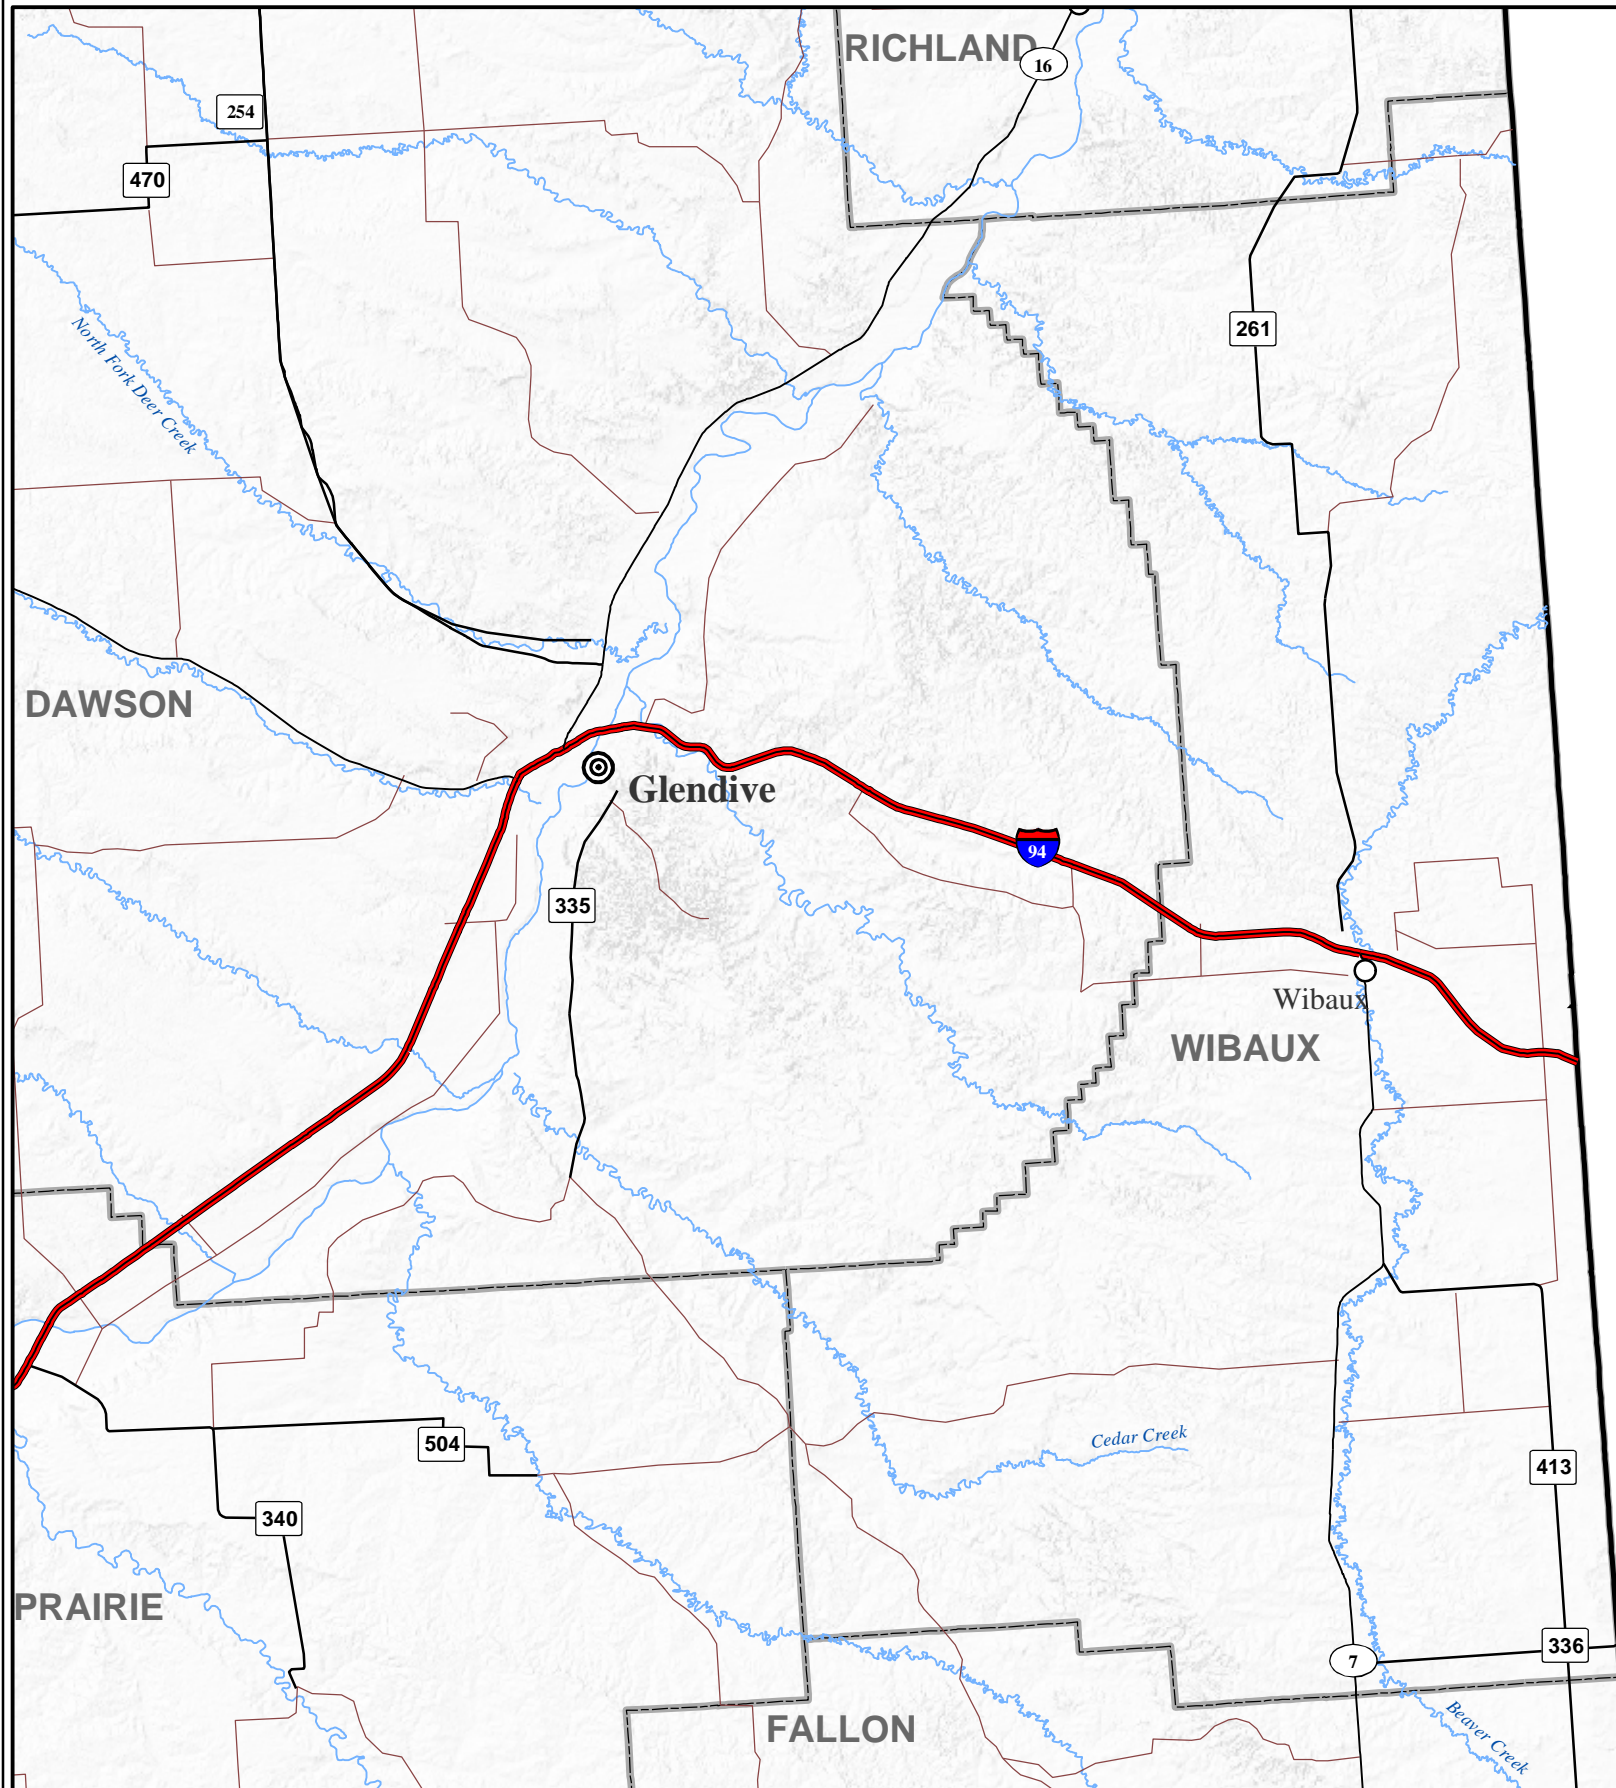 RICHLAND
16
254
470
261
North Fork Deer Creek
DAWSON
Glendive
94
335
Wibaux
WIBAUX
Cedar Creek
504
413
340
PRAIRIE
336
7
FALLON
Beaver Creek